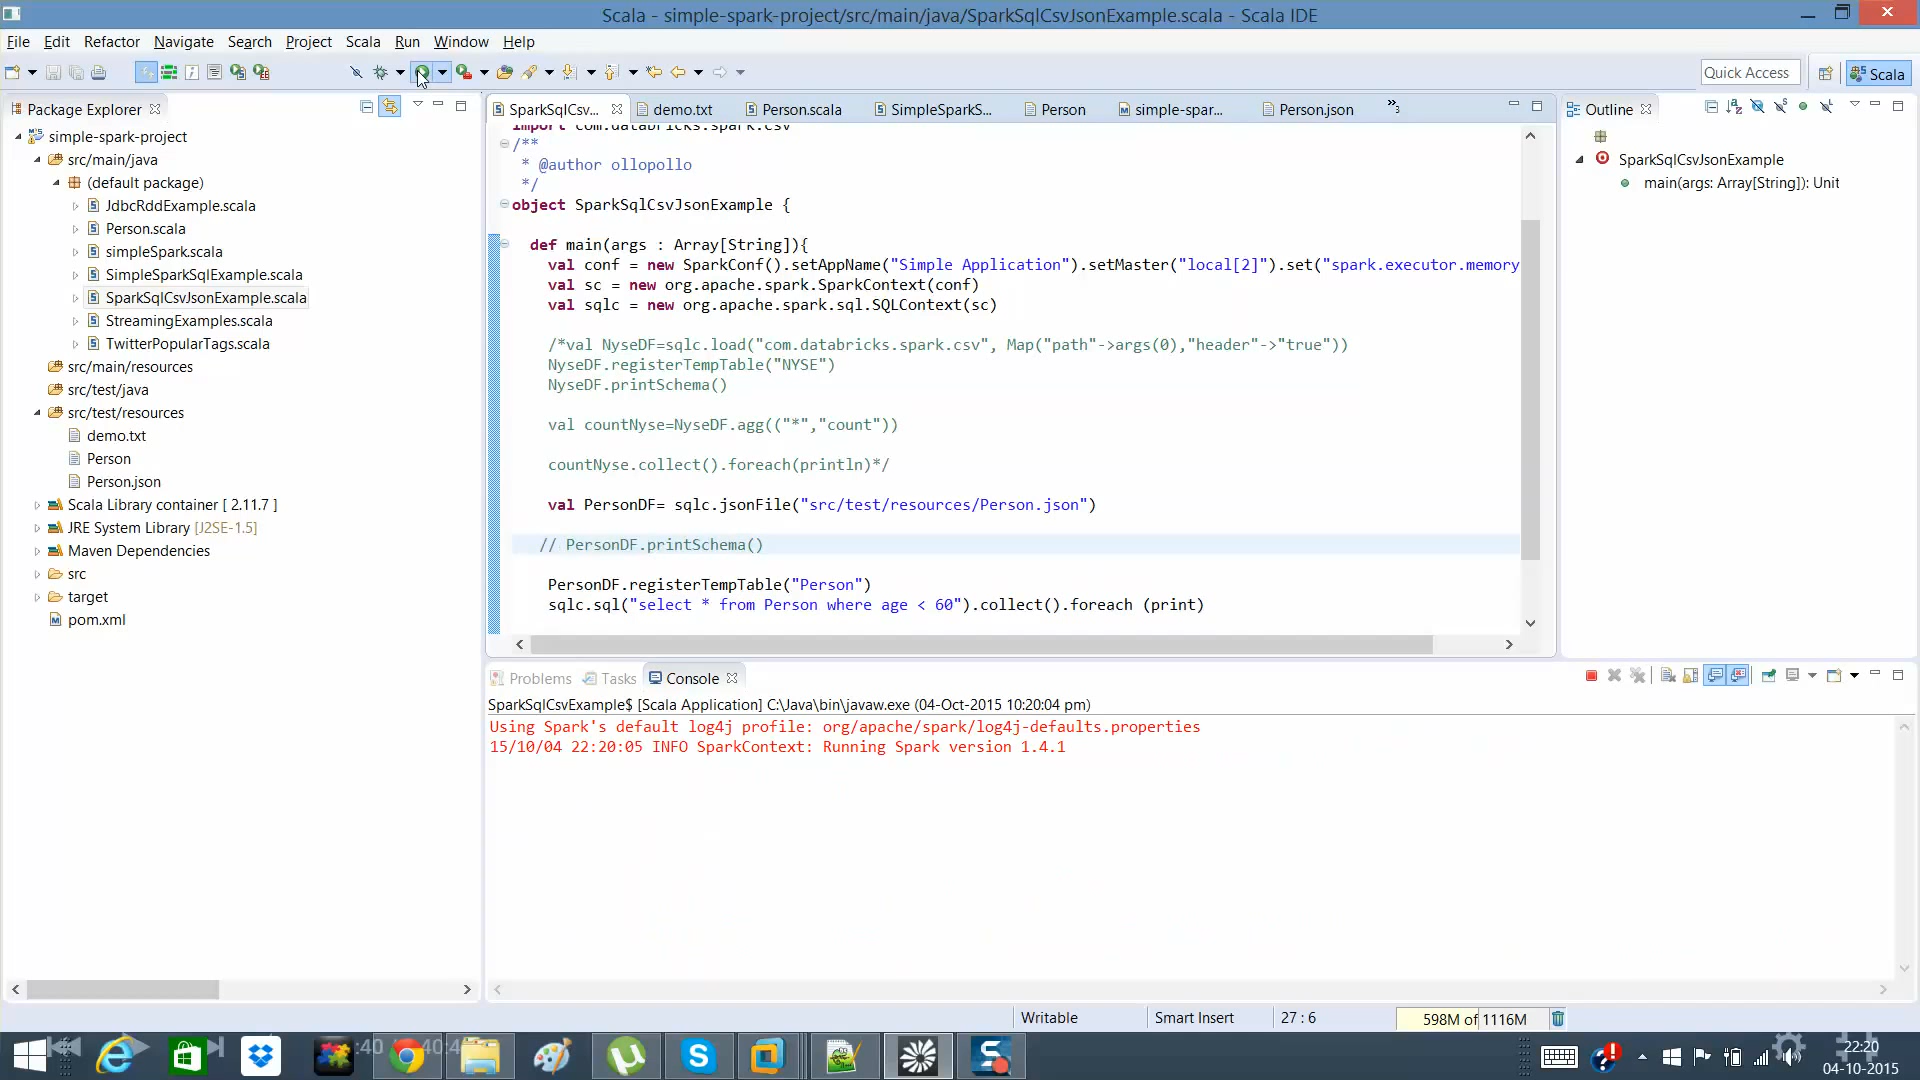 Scala - simple-spark-project/src/main/java/SparkSqlCsvJsonExample.scala - Scala IDE
File Edit Refactor Navigate Search Project Scala Run Window Help
Quick Access
Scala
Package Explorer
simple-spark-project
src/main/java
(default package)
JdbcRddExample.scala
Person.scala
simpleSpark.scala
SimpleSparkSqlExample.scala
SparkSqlCsvJsonExample.scala
StreamingExamples.scala
TwitterPopularTags.scala
src/main/resources
src/test/java
src/test/resources
demo.txt
Person
Person.json
Scala Library container [ 2.11.7 ]
JRE System Library [J2SE-1.5]
Maven Dependencies
src
target
pom.xml
SparkSqlCsv... demo.txt Person.scala SimpleSparkS... Person simple-spar... Person.json »3
import com.databricks.spark.csv
/**
* @author ollopollo
*/
object SparkSqlCsvJsonExample {
def main(args : Array[String]){
val conf = new SparkConf().setAppName("Simple Application").setMaster("local[2]").set("spark.executor.memory
val sc = new org.apache.spark.SparkContext(conf)
val sqlc = new org.apache.spark.sql.SQLContext(sc)
/*val NyseDF=sqlc.load("com.databricks.spark.csv", Map("path"->args(0),"header"->"true"))
NyseDF.registerTempTable("NYSE")
NyseDF.printSchema()
val countNyse=NyseDF.agg(("*","count"))
countNyse.collect().foreach(println)*/
val PersonDF= sqlc.jsonFile("src/test/resources/Person.json")
// PersonDF.printSchema()
PersonDF.registerTempTable("Person")
sqlc.sql("select * from Person where age < 60").collect().foreach (print)
Outline
SparkSqlCsvJsonExample
main(args: Array[String]): Unit
Problems Tasks Console
SparkSqlCsvExample$ [Scala Application] C:\Java\bin\javaw.exe (04-Oct-2015 10:20:04 pm)
Using Spark's default log4j profile: org/apache/spark/log4j-defaults.properties
15/10/04 22:20:05 INFO SparkContext: Running Spark version 1.4.1
Writable
Smart Insert
27 : 6
598M of 1116M
22:20
04-10-2015